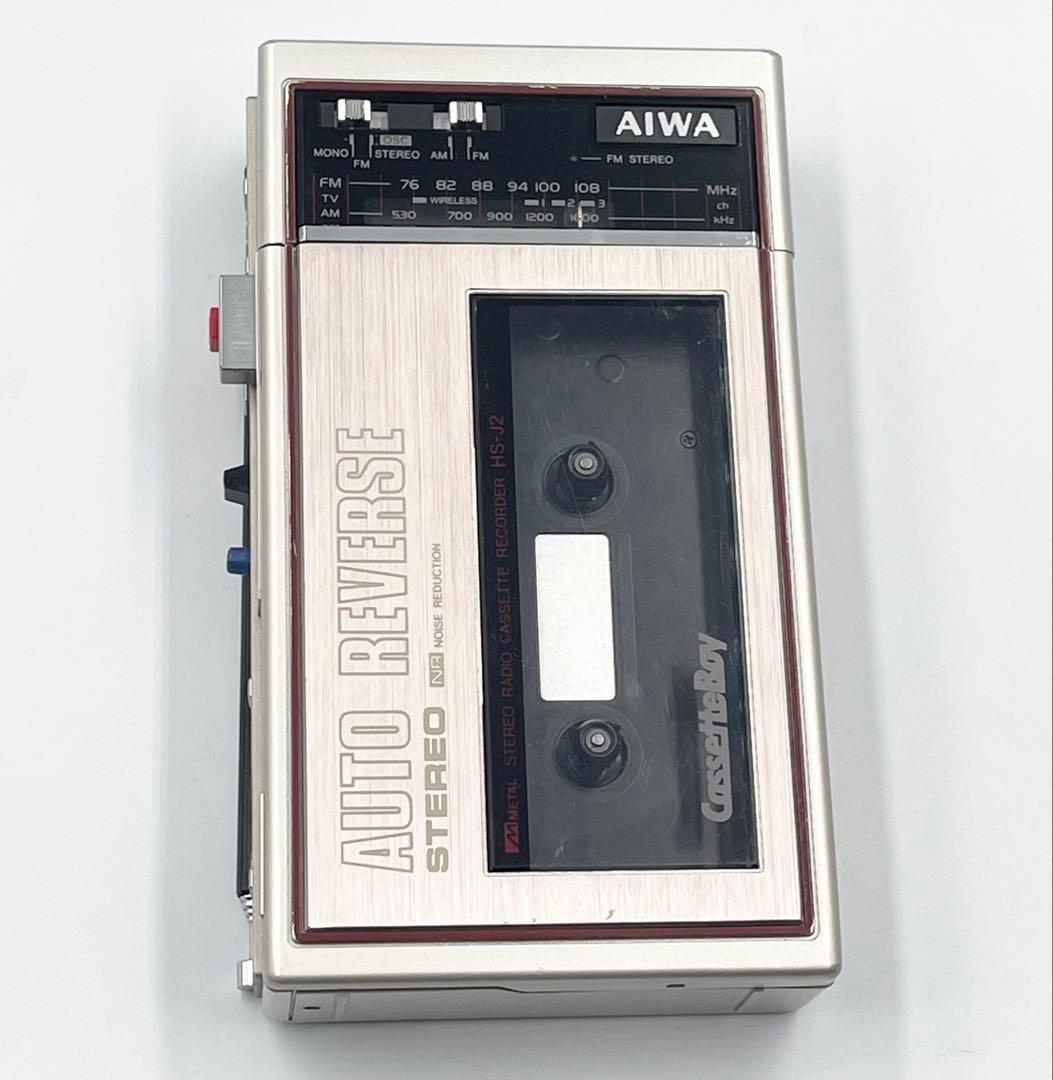 AIWA
OSC
MONO FM STEREO AM FM
FM STEREO
FM 76 82 88 94 100 108 MHz
TV WIRELESS 1 2 3 ch
AM 530 700 900 1200 1600 kHz
AUTO REVERSE
STEREO NR NOISE REDUCTION
M METAL STEREO RADIO CASSETTE RECORDER HS-J2
CassetteBoy